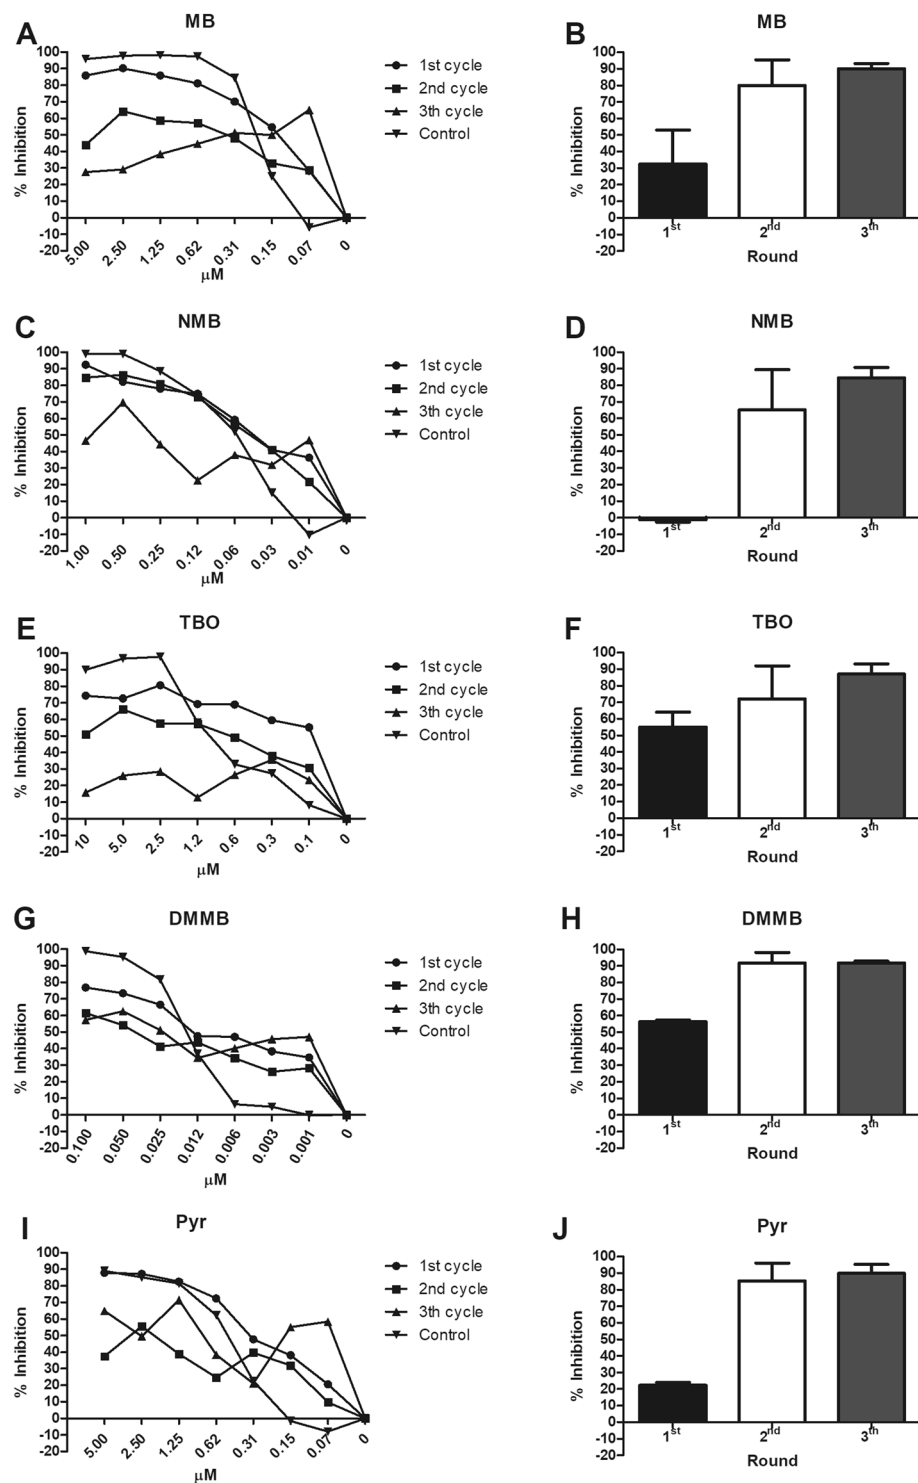 A
MB
% Inhibition
100
90
80
70
60
50
40
30
20
10
0
-10
-20
5.00
2.50
1.25
0.62
0.31
0.15
0.07
0
μM
1st cycle
2nd cycle
3th cycle
Control
B
MB
% Inhibition
100
90
80
70
60
50
40
30
20
10
0
-10
-20
1st
2nd
3th
Round
C
NMB
% Inhibition
100
90
80
70
60
50
40
30
20
10
0
-10
-20
1.00
0.50
0.25
0.12
0.06
0.03
0.01
0
μM
1st cycle
2nd cycle
3th cycle
Control
D
NMB
% Inhibition
100
90
80
70
60
50
40
30
20
10
0
-10
-20
1st
2nd
3th
Round
E
TBO
% Inhibition
100
90
80
70
60
50
40
30
20
10
0
-10
-20
10
5.0
2.5
1.2
0.6
0.3
0.1
0
μM
1st cycle
2nd cycle
3th cycle
Control
F
TBO
% Inhibition
100
90
80
70
60
50
40
30
20
10
0
-10
-20
1st
2nd
3th
Round
G
DMMB
% Inhibition
100
90
80
70
60
50
40
30
20
10
0
-10
-20
0.100
0.050
0.025
0.012
0.006
0.003
0.001
0
μM
1st cycle
2nd cycle
3th cycle
Control
H
DMMB
% Inhibition
100
90
80
70
60
50
40
30
20
10
0
-10
-20
1st
2nd
3th
Round
I
Pyr
% Inhibition
100
90
80
70
60
50
40
30
20
10
0
-10
-20
5.00
2.50
1.25
0.62
0.31
0.15
0.07
0
μM
1st cycle
2nd cycle
3th cycle
Control
J
Pyr
% Inhibition
100
90
80
70
60
50
40
30
20
10
0
-10
-20
1st
2nd
3th
Round